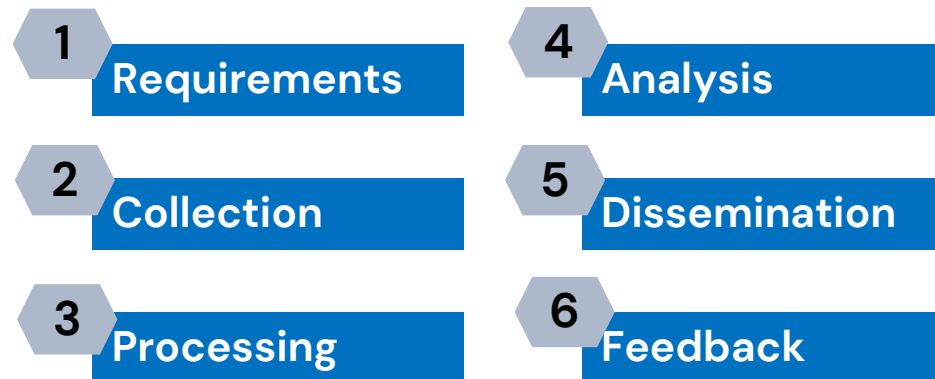 1
Requirements
2
Collection
3
Processing
4
Analysis
5
Dissemination
6
Feedback